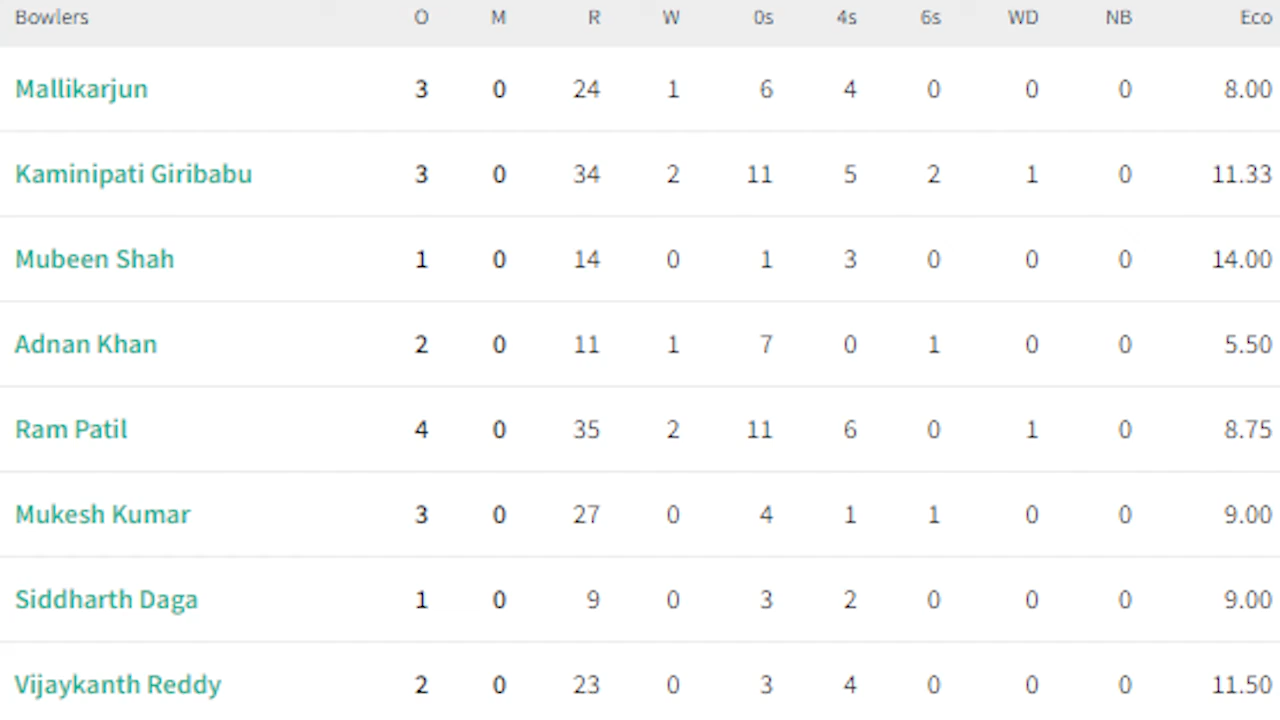 Bowlers O M R W 0s 4s 6s WD NB Eco
Mallikarjun 3 0 24 1 6 4 0 0 0 8.00
Kaminipati Giribabu 3 0 34 2 11 5 2 1 0 11.33
Mubeen Shah 1 0 14 0 1 3 0 0 0 14.00
Adnan Khan 2 0 11 1 7 0 1 0 0 5.50
Ram Patil 4 0 35 2 11 6 0 1 0 8.75
Mukesh Kumar 3 0 27 0 4 1 1 0 0 9.00
Siddharth Daga 1 0 9 0 3 2 0 0 0 9.00
Vijaykanth Reddy 2 0 23 0 3 4 0 0 0 11.50